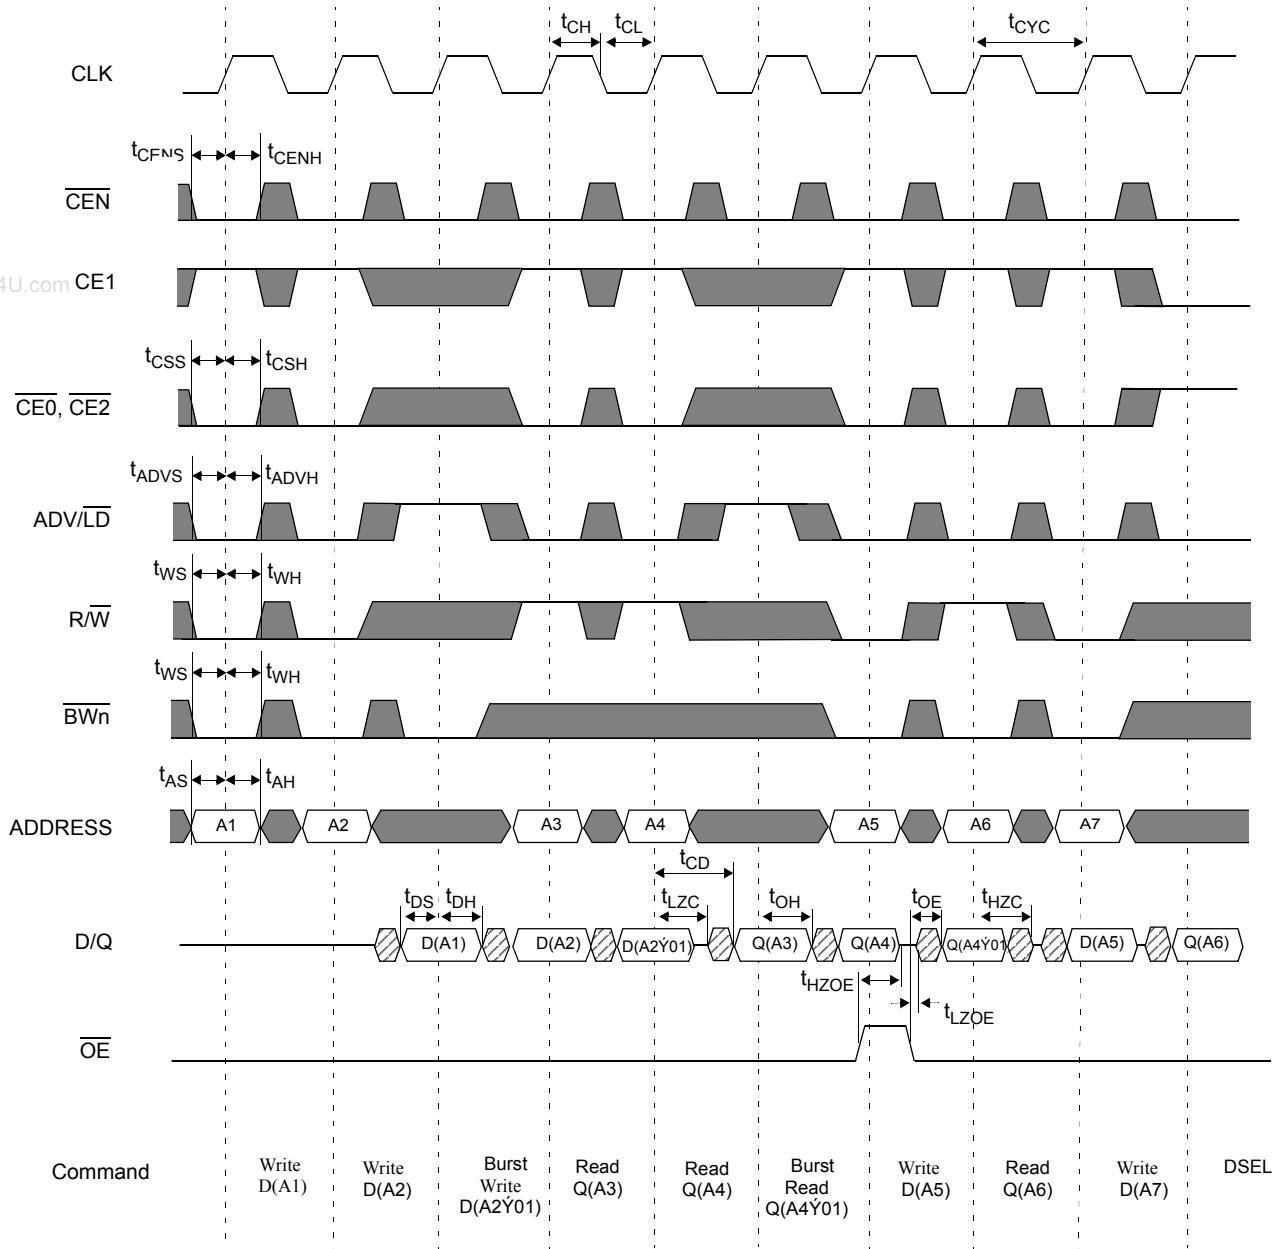 tCH tCL tCYC
CLK
tCENS tCENH
CEN
4U.com CE1
tCSS tCSH
CE0, CE2
tADVS tADVH
ADV/LD
tWS tWH
R/W
tWS tWH
BWn
tAS tAH
ADDRESS A1 A2 A3 A4 A5 A6 A7
tCD
tDS tDH tLZC tOH tOE tHZC
D/Q D(A1) D(A2) D(A2Ý01) Q(A3) Q(A4) Q(A4Ý01 D(A5) Q(A6)
tHZOE
tLZOE
OE
Command
Write
D(A1)
Write
D(A2)
Burst
Write
D(A2Ý01)
Read
Q(A3)
Read
Q(A4)
Burst
Read
Q(A4Ý01)
Write
D(A5)
Read
Q(A6)
Write
D(A7)
DSEL